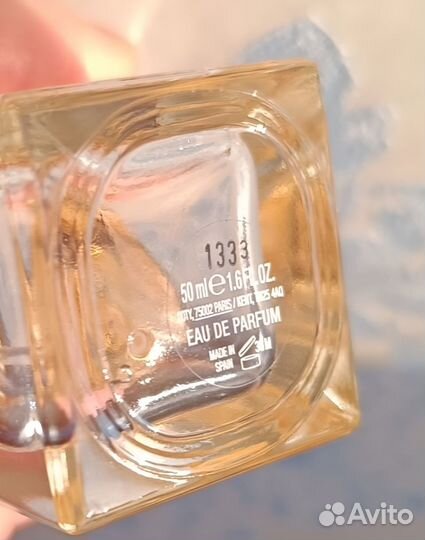 1333
50 ml e 1.6 FL.OZ.
COTY, 75002 PARIS / KENT, TN25 4AQ
EAU DE PARFUM
MADE IN
SPAIN
Avito